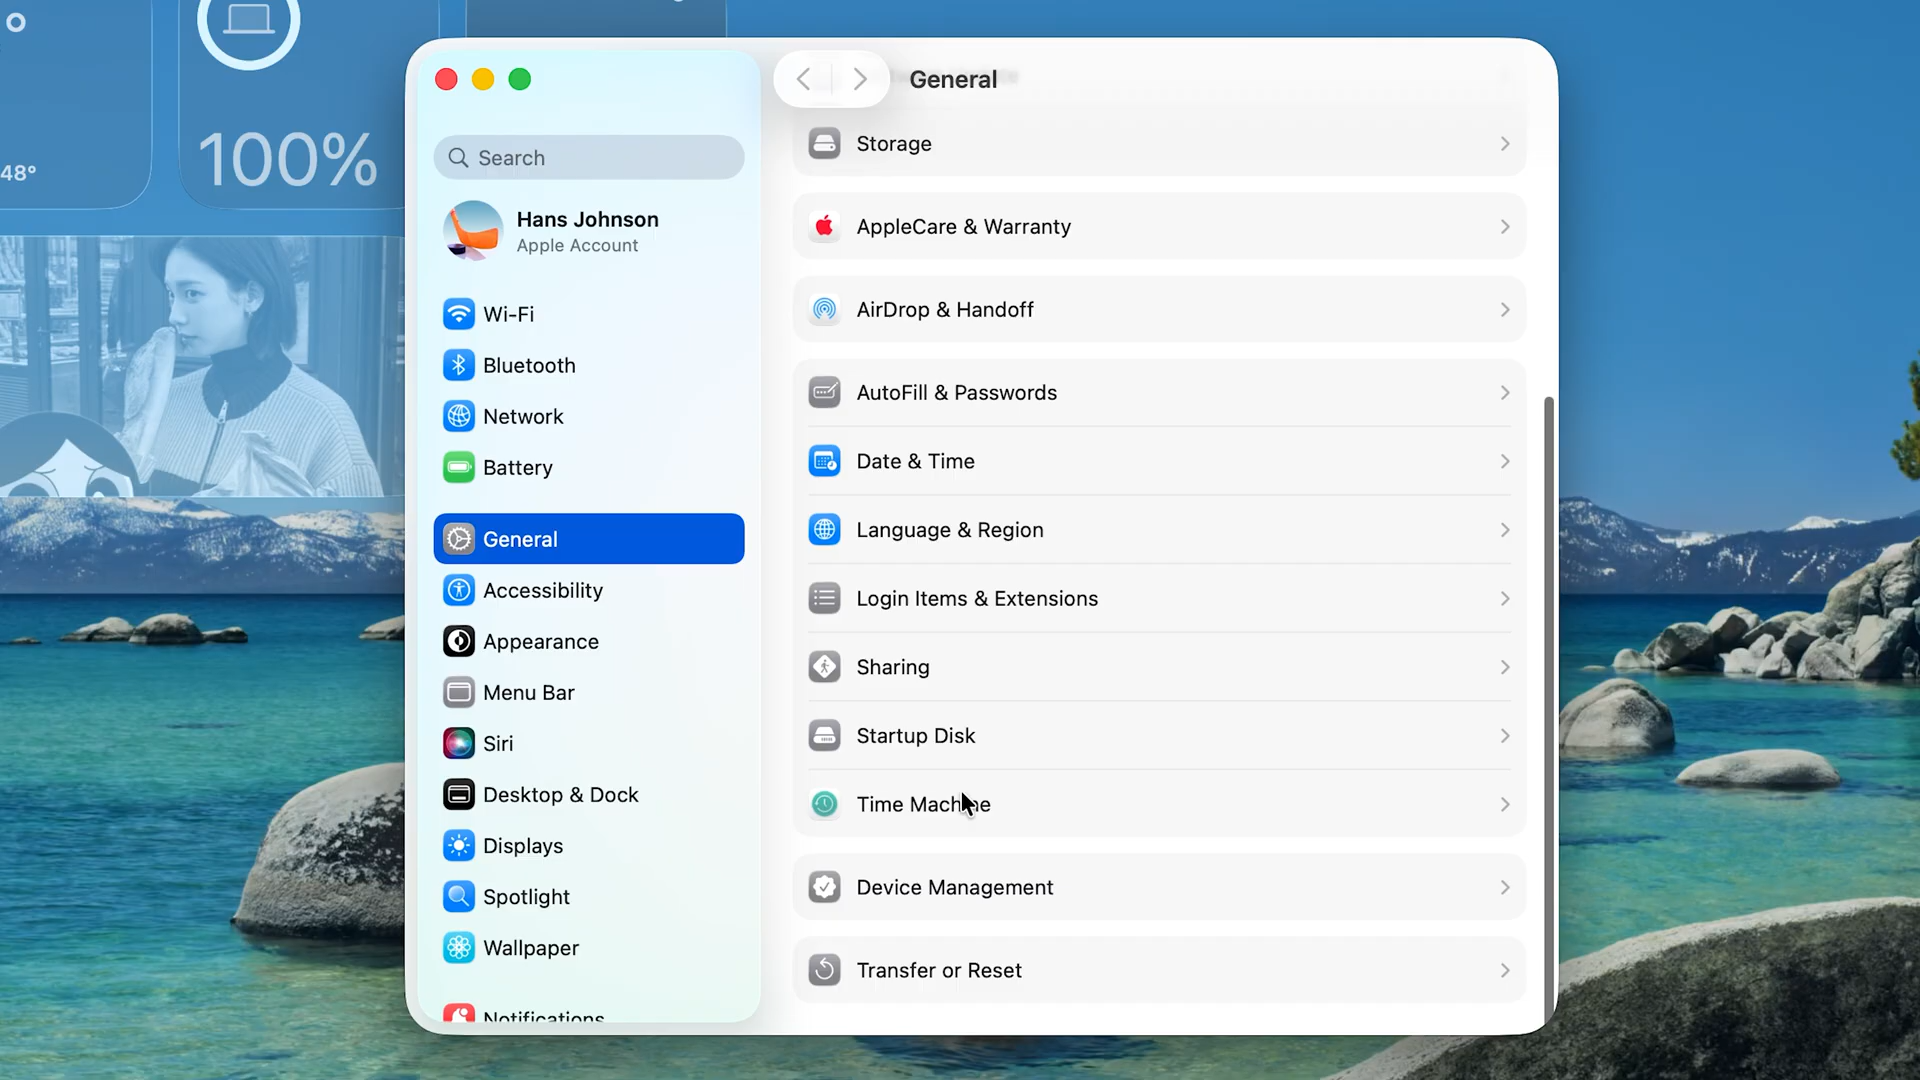 48°
100%
Search
Hans Johnson
Apple Account
Wi-Fi
Bluetooth
Network
Battery
General
Accessibility
Appearance
Menu Bar
Siri
Desktop & Dock
Displays
Spotlight
Wallpaper
Notifications
General
Storage
AppleCare & Warranty
AirDrop & Handoff
AutoFill & Passwords
Date & Time
Language & Region
Login Items & Extensions
Sharing
Startup Disk
Time Machine
Device Management
Transfer or Reset